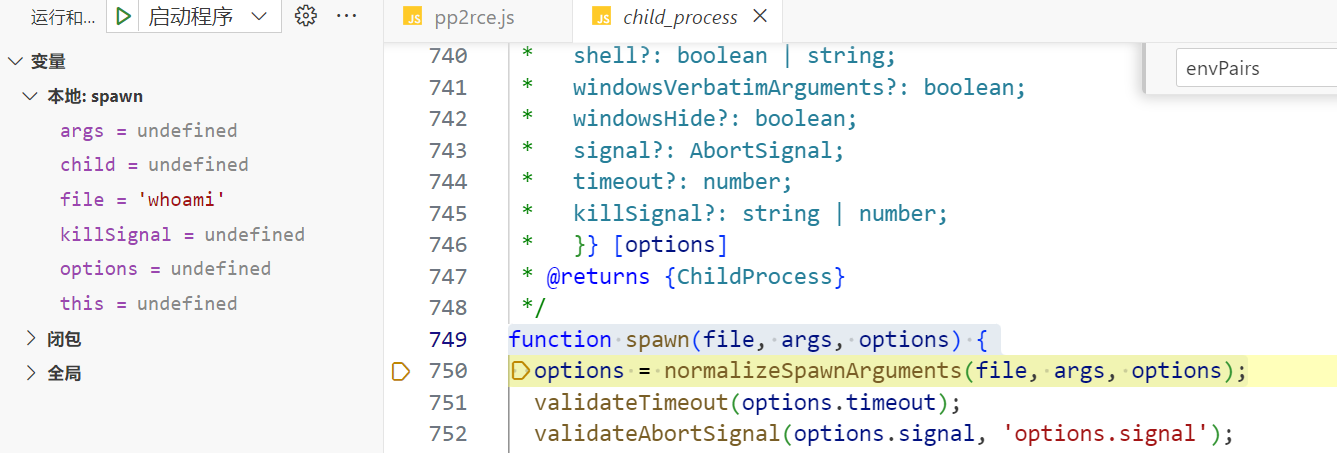 运行和... 启动程序 ...
变量
本地: spawn
args = undefined
child = undefined
file = 'whoami'
killSignal = undefined
options = undefined
this = undefined
闭包
全局
JS pp2rce.js JS child_process
envPairs
740 * shell?: boolean | string;
741 * windowsVerbatimArguments?: boolean;
742 * windowsHide?: boolean;
743 * signal?: AbortSignal;
744 * timeout?: number;
745 * killSignal?: string | number;
746 * }} [options]
747 * @returns {ChildProcess}
748 */
749 function spawn(file, args, options) {
750 options = normalizeSpawnArguments(file, args, options);
751 validateTimeout(options.timeout);
752 validateAbortSignal(options.signal, 'options.signal');